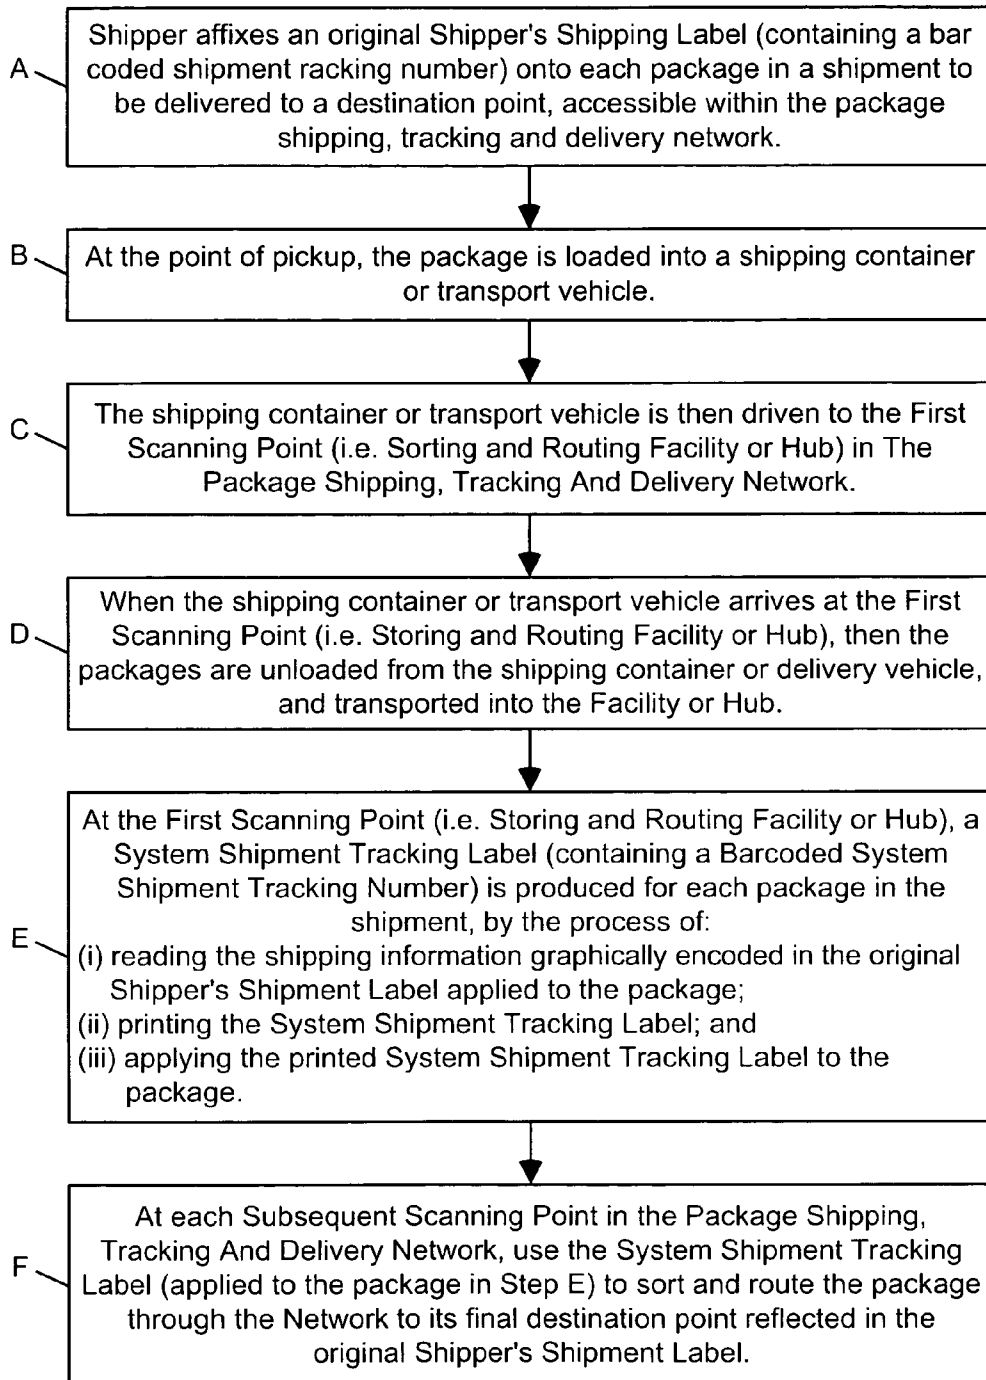 A
Shipper affixes an original Shipper's Shipping Label (containing a bar
coded shipment racking number) onto each package in a shipment to
be delivered to a destination point, accessible within the package
shipping, tracking and delivery network.
B
At the point of pickup, the package is loaded into a shipping container
or transport vehicle.
C
The shipping container or transport vehicle is then driven to the First
Scanning Point (i.e. Sorting and Routing Facility or Hub) in The
Package Shipping, Tracking And Delivery Network.
D
When the shipping container or transport vehicle arrives at the First
Scanning Point (i.e. Storing and Routing Facility or Hub), then the
packages are unloaded from the shipping container or delivery vehicle,
and transported into the Facility or Hub.
E
At the First Scanning Point (i.e. Storing and Routing Facility or Hub), a
System Shipment Tracking Label (containing a Barcoded System
Shipment Tracking Number) is produced for each package in the
shipment, by the process of:
(i) reading the shipping information graphically encoded in the original
Shipper's Shipment Label applied to the package;
(ii) printing the System Shipment Tracking Label; and
(iii) applying the printed System Shipment Tracking Label to the
package.
F
At each Subsequent Scanning Point in the Package Shipping,
Tracking And Delivery Network, use the System Shipment Tracking
Label (applied to the package in Step E) to sort and route the package
through the Network to its final destination point reflected in the
original Shipper's Shipment Label.